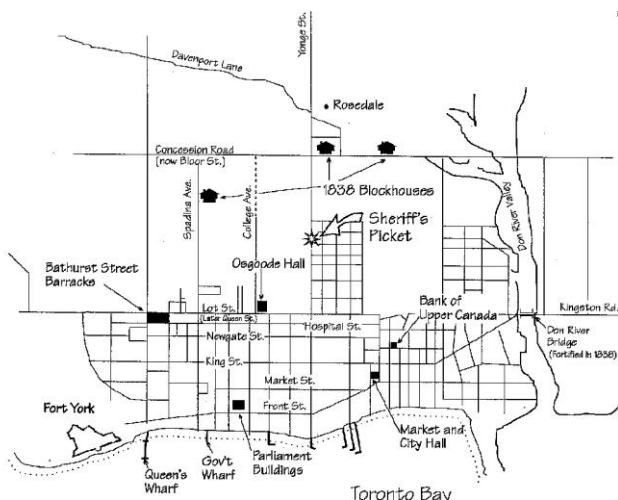 Yonge St.
Davenport Lane
Rosedale
Concession Road
(now Bloor St.)
1838 Blockhouses
Spadina Ave.
College Ave.
Don River Valley
Sheriff's
Picket
Osgoode Hall
Bathurst Street
Barracks
Bank of
Upper Canada
Kingston Rd.
Lot St.
(Later Queen St.)
Hospital St.
Newgate St.
Don River
Bridge
(Fortified in 1838)
King St.
Market St.
Front St.
Fort York
Market and
City Hall
Queen's
Wharf
Gov't
Wharf
Parliament
Buildings
Toronto Bay